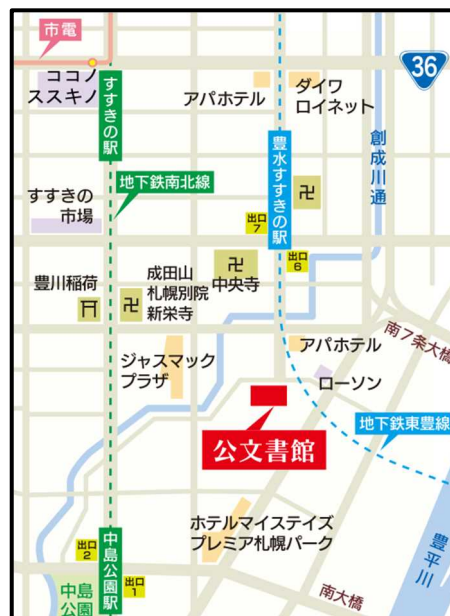 市電
36
ココノ
ススキノ
すすきの駅
アパホテル
ダイワ
ロイネット
創成川通
地下鉄南北線
豊水すすきの駅
卍
すすきの
市場
出口
7
出口
6
卍
中央寺
豊川稲荷
卍
成田山
札幌別院
新栄寺
ジャスマック
プラザ
アパホテル
南7条大橋
ローソン
公文書館
地下鉄東豊線
ホテルマイステイズ
プレミア札幌パーク
豊平川
出口
2
中島公園駅
出口
1
中島
公園
南大橋